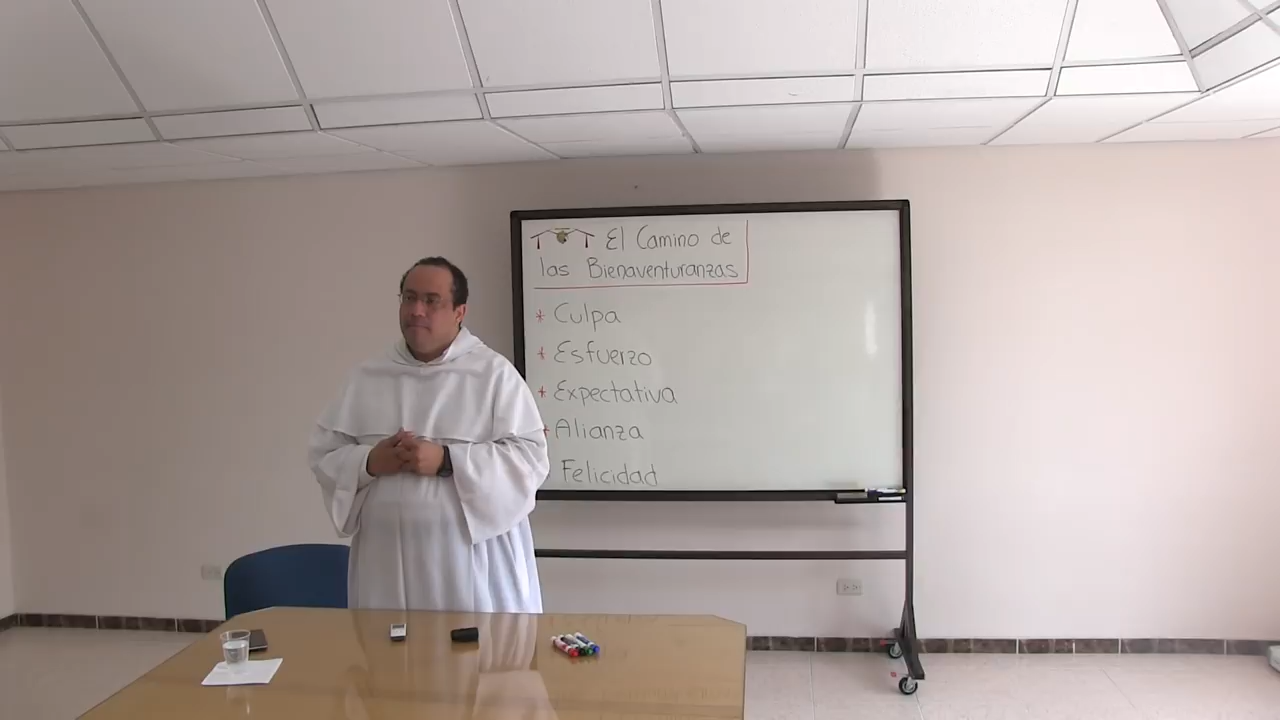 El Camino de
las Bienaventuranzas
* Culpa
* Esfuerzo
* Expectativa
* Alianza
Felicidad